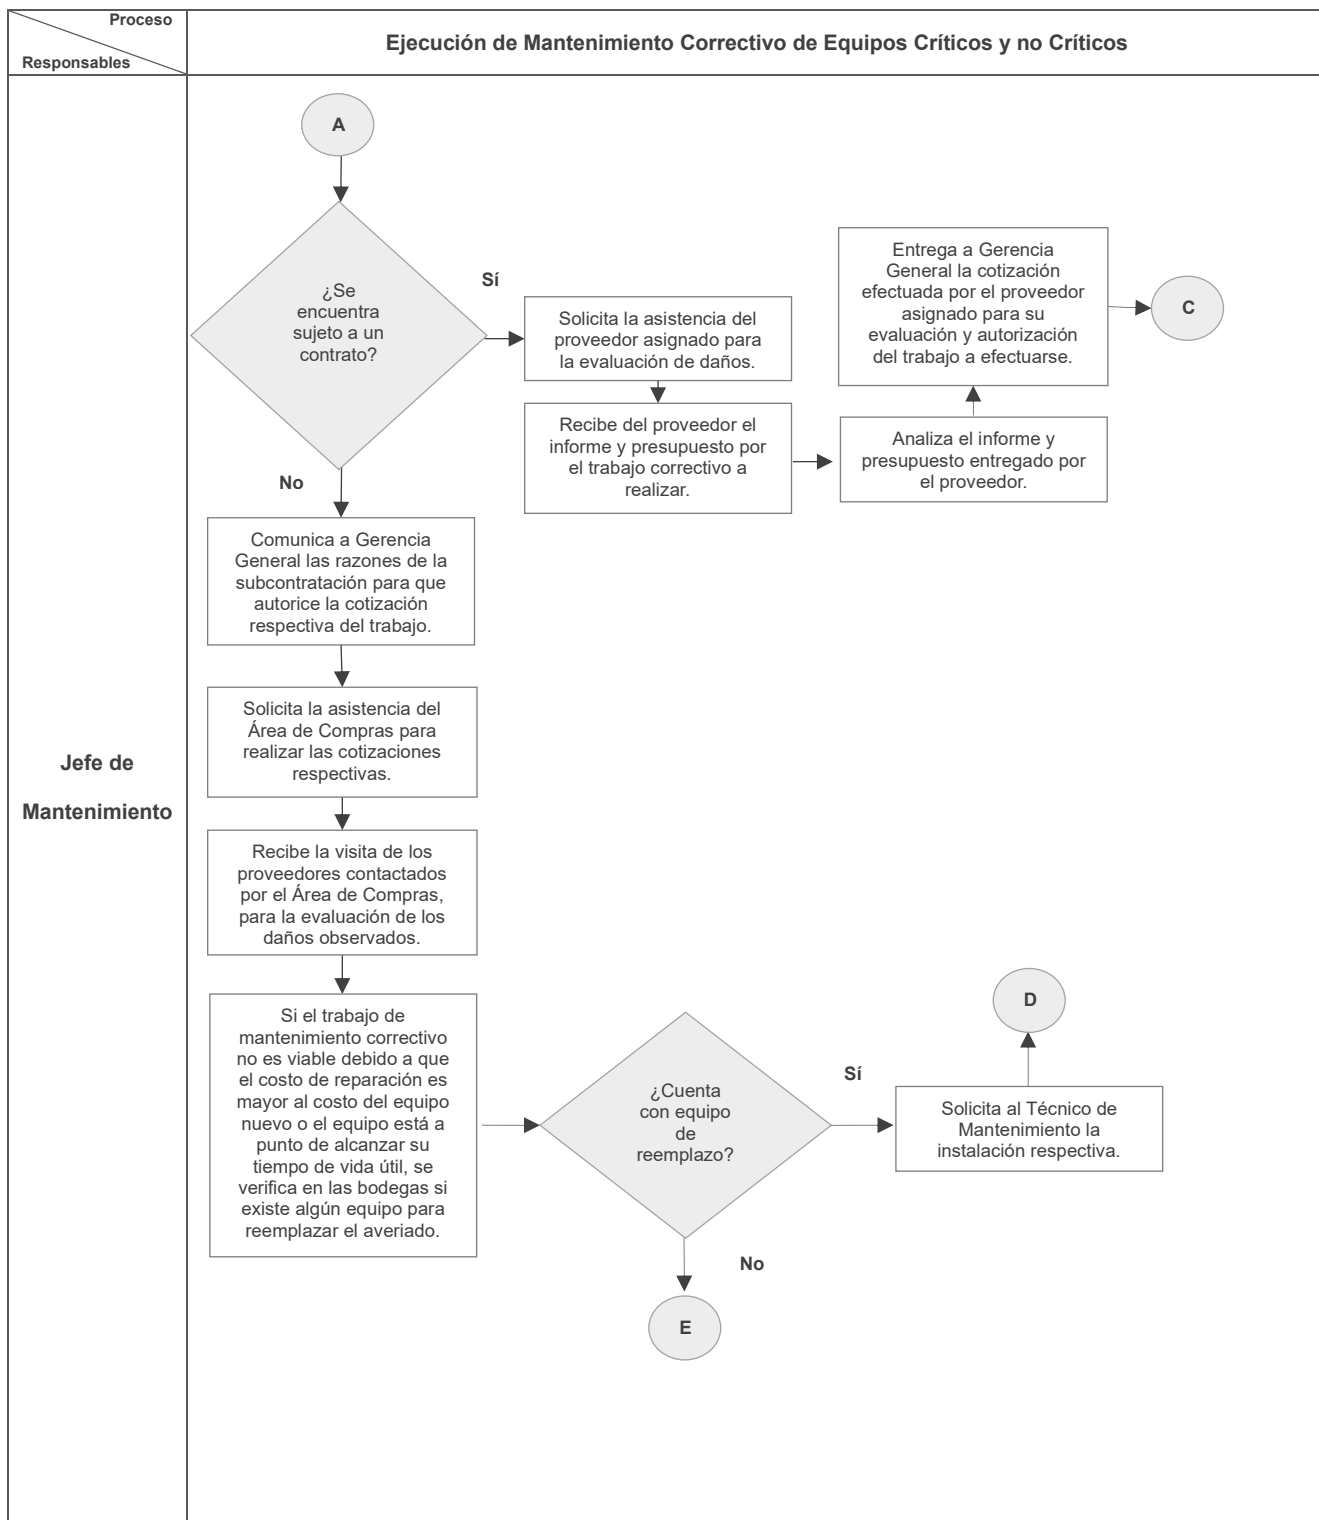 Proceso
Responsables
Ejecución de Mantenimiento Correctivo de Equipos Críticos y no Críticos
Jefe de
Mantenimiento
A
¿Se
encuentra
sujeto a un
contrato?
Sí
Solicita la asistencia del
proveedor asignado para
la evaluación de daños.
Recibe del proveedor el
informe y presupuesto por
el trabajo correctivo a
realizar.
Analiza el informe y
presupuesto entregado por
el proveedor.
Entrega a Gerencia
General la cotización
efectuada por el proveedor
asignado para su
evaluación y autorización
del trabajo a efectuarse.
C
No
Comunica a Gerencia
General las razones de la
subcontratación para que
autorice la cotización
respectiva del trabajo.
Solicita la asistencia del
Área de Compras para
realizar las cotizaciones
respectivas.
Recibe la visita de los
proveedores contactados
por el Área de Compras,
para la evaluación de los
daños observados.
Si el trabajo de
mantenimiento correctivo
no es viable debido a que
el costo de reparación es
mayor al costo del equipo
nuevo o el equipo está a
punto de alcanzar su
tiempo de vida útil, se
verifica en las bodegas si
existe algún equipo para
reemplazar el averiado.
¿Cuenta
con equipo
de
reemplazo?
Sí
Solicita al Técnico de
Mantenimiento la
instalación respectiva.
D
No
E